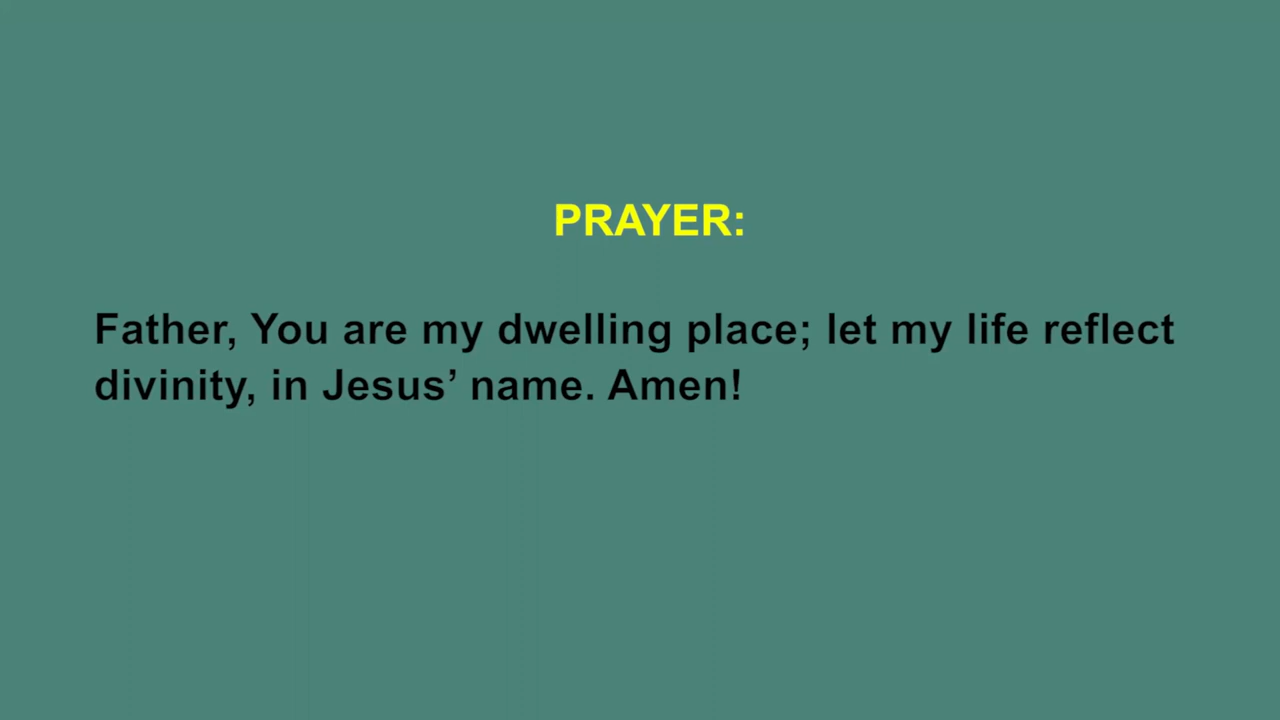 PRAYER:
Father, You are my dwelling place; let my life reflect
divinity, in Jesus’ name. Amen!